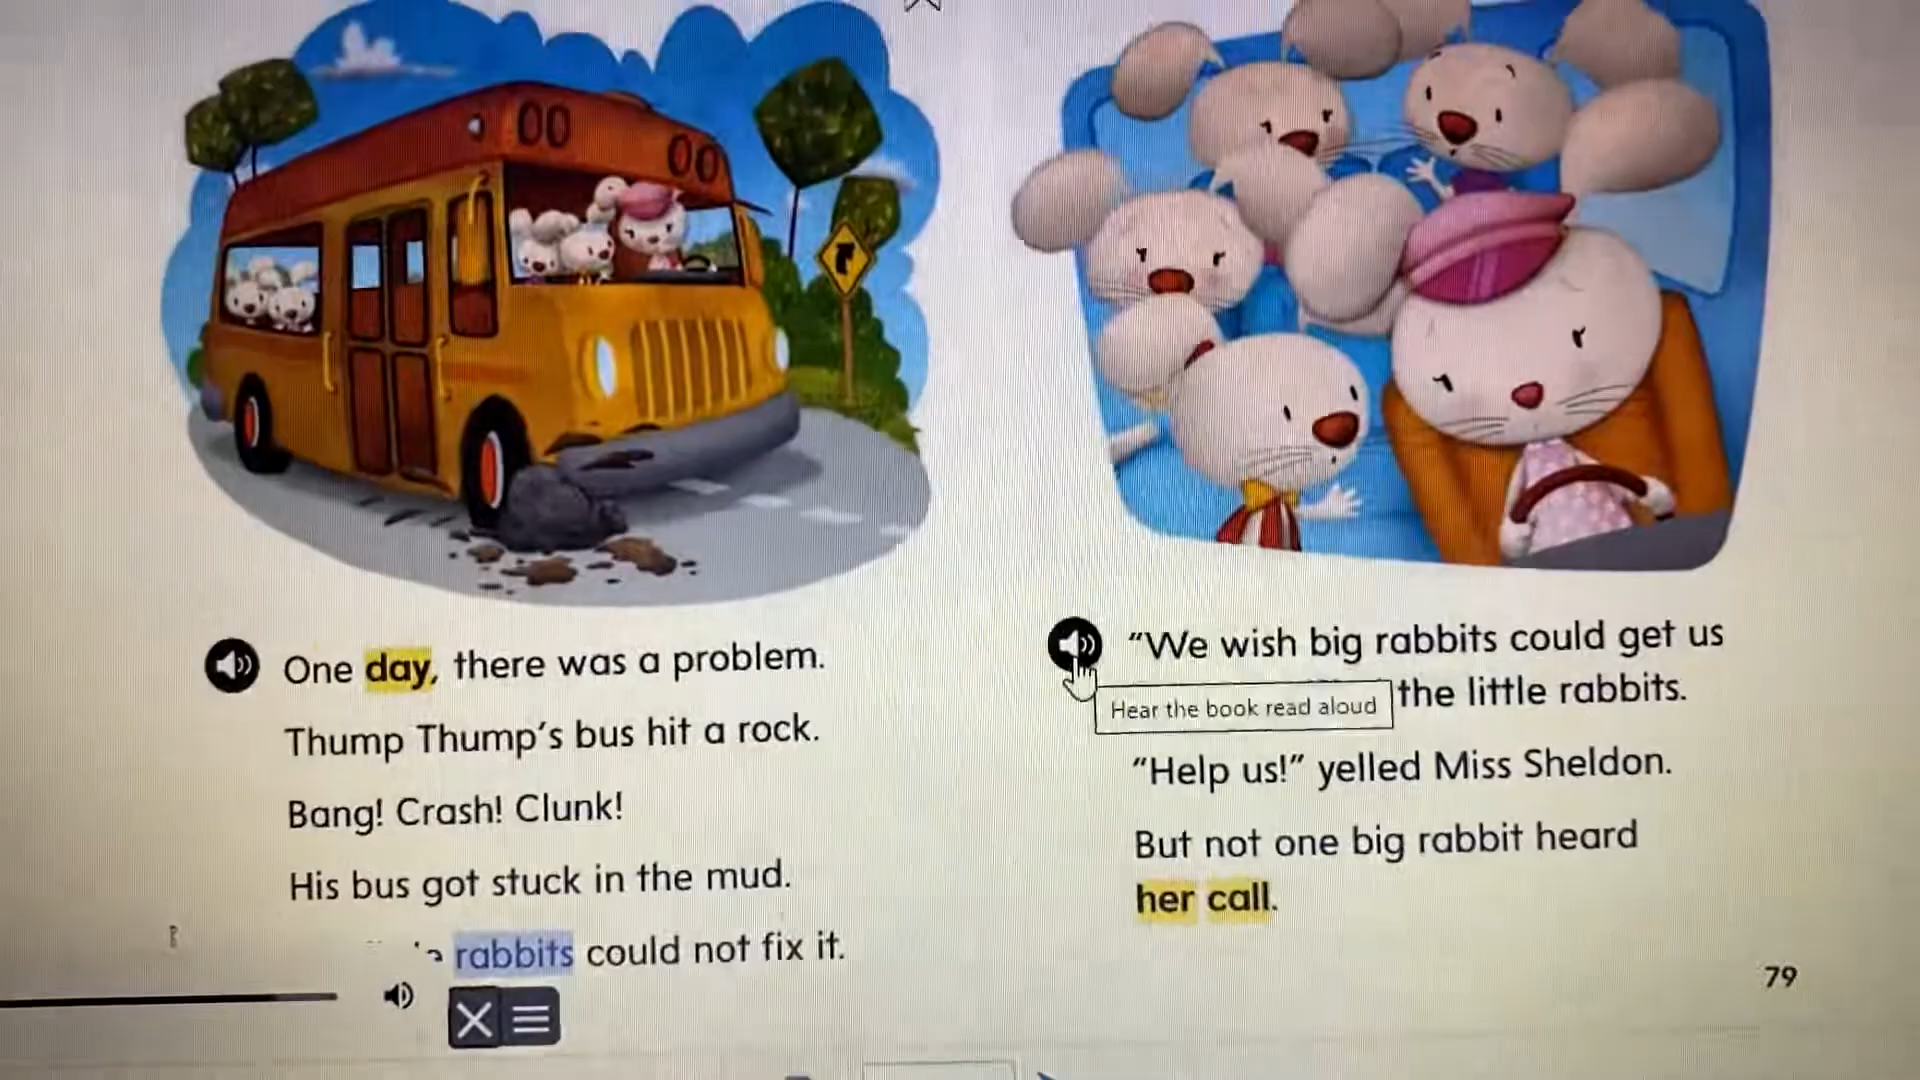 00
00
One day, there was a problem.
Thump Thump's bus hit a rock.
Bang! Crash! Clunk!
His bus got stuck in the mud.
rabbits could not fix it.
"We wish big rabbits could get us
the little rabbits.
Hear the book read aloud
"Help us!" yelled Miss Sheldon.
But not one big rabbit heard
her call.
79